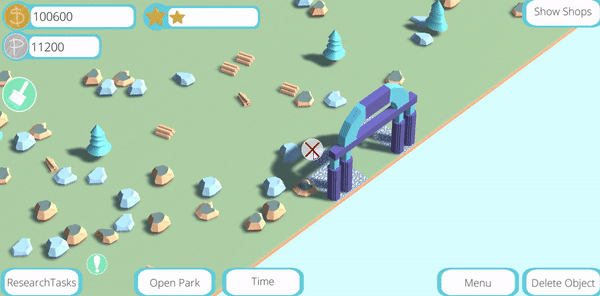 100600
Show Shops
11200
ResearchTasks
Open Park
Time
Menu
Delete Object